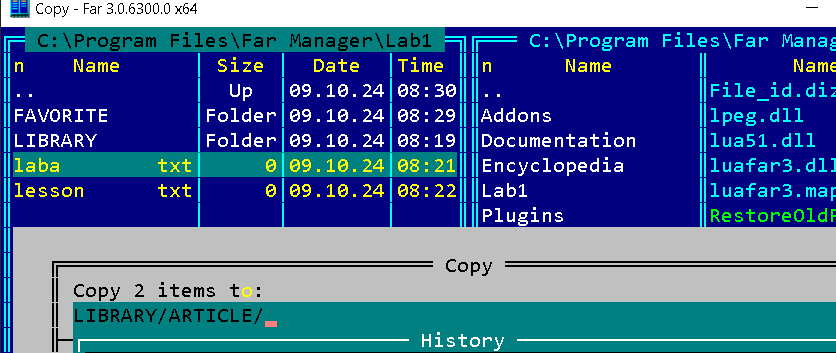 Copy - Far 3.0.6300.0 x64
C:\Program Files\Far Manager\Lab1 C:\Program Files\Far
n Name Size Date Time n Name
.. Up 09.10.24 08:30 .. File_id.diz
FAVORITE Folder 09.10.24 08:29 Addons lpeg.dll
LIBRARY Folder 09.10.24 08:19 Documentation lua51.dll
laba txt 0 09.10.24 08:21 Encyclopedia luafar3.dll
lesson txt 0 09.10.24 08:22 Lab1 luafar3.map
Plugins
Copy
Copy 2 items to:
LIBRARY/ARTICLE/
History